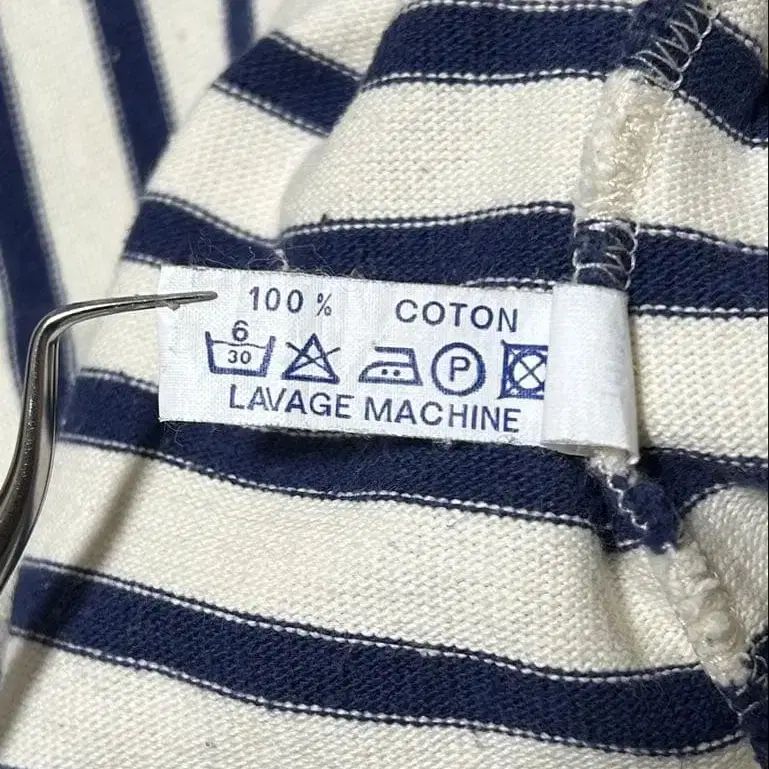 100 % COTON
6
30 P
LAVAGE MACHINE